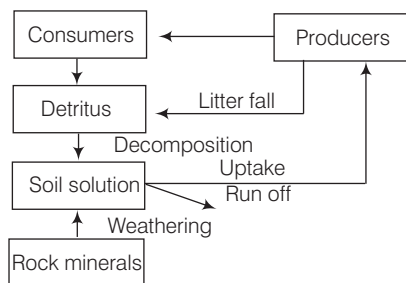 Consumers
Producers
Litter fall
Detritus
Decomposition
Uptake
Soil solution
Run off
Weathering
Rock minerals